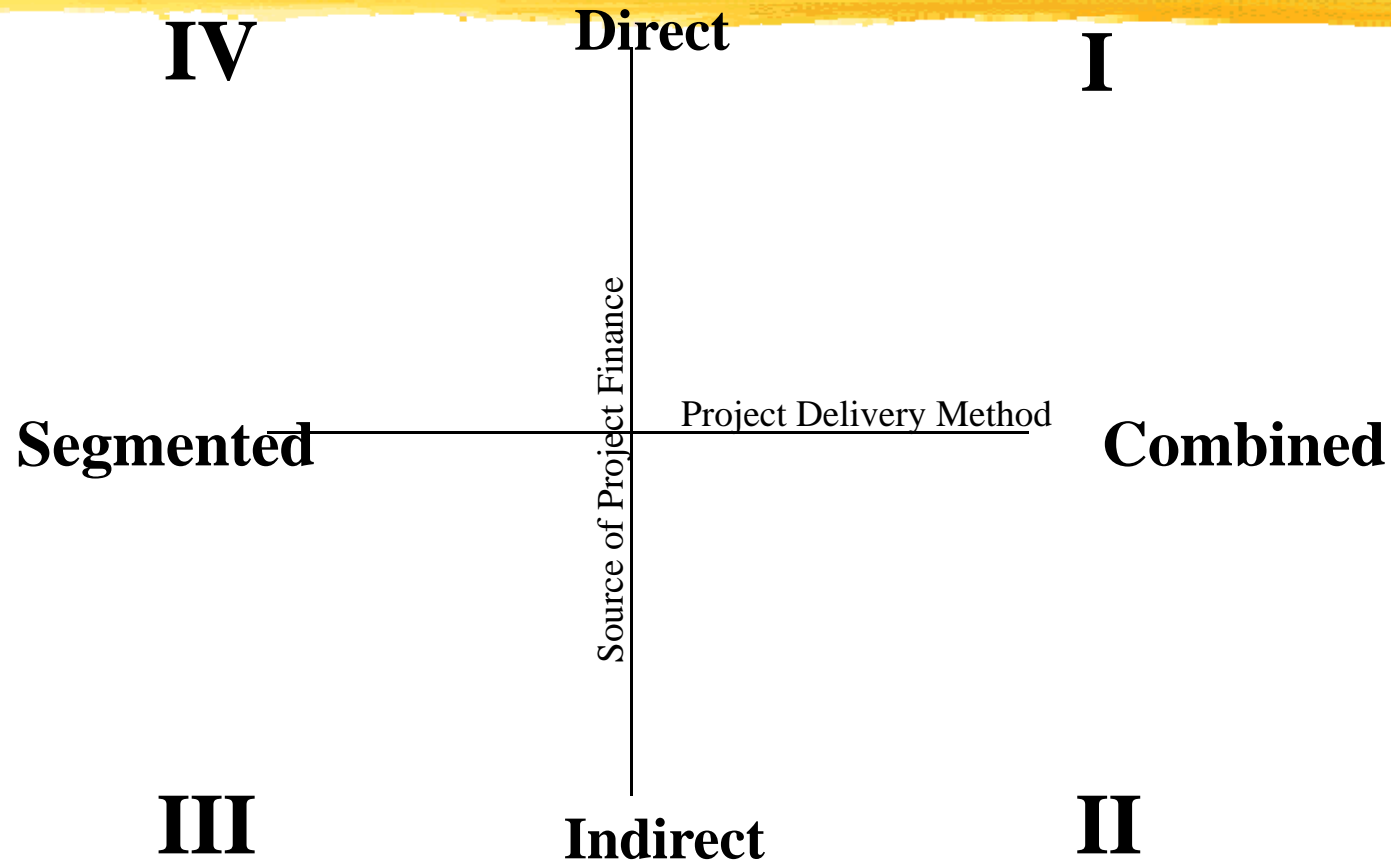 IV
Direct
I
Source of Project Finance
Project Delivery Method
Segmented
Combined
III
Indirect
II